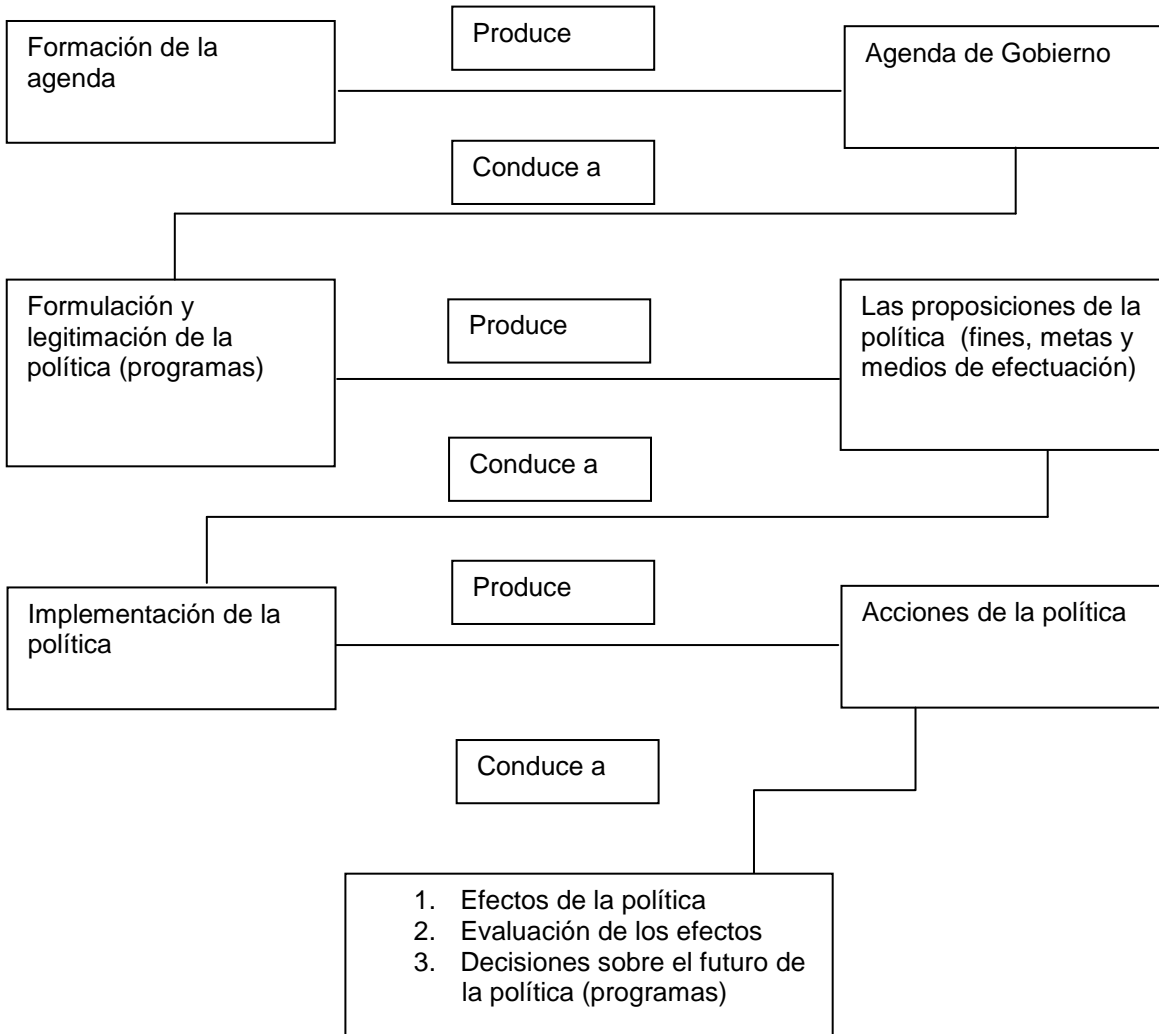 Formación de la
agenda
Produce
Agenda de Gobierno
Conduce a
Formulación y
legitimación de la
política (programas)
Produce
Las proposiciones de la
política  (fines, metas y
medios de efectuación)
Conduce a
Implementación de la
política
Produce
Acciones de la política
Conduce a
1. Efectos de la política
2. Evaluación de los efectos
3. Decisiones sobre el futuro de
la política (programas)